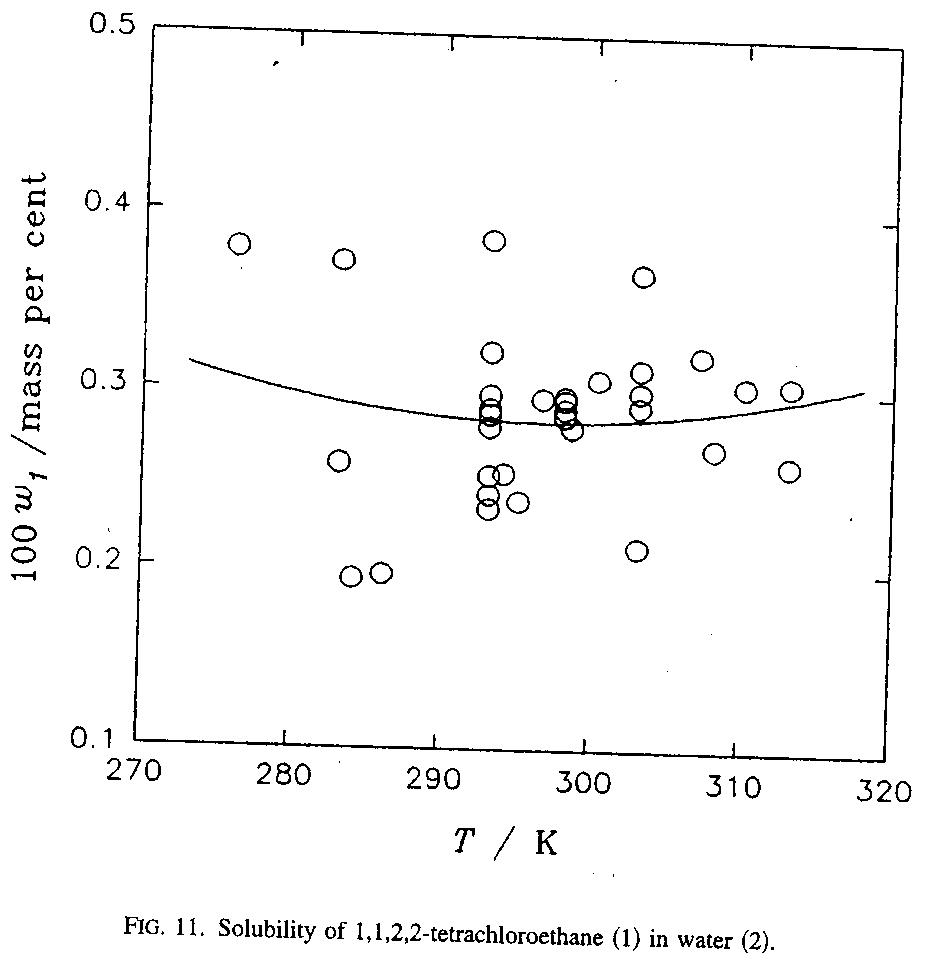 0.5
0.4
0.3
0.2
0.1
100 w1 /mass per cent
270 280 290 300 310 320
T / K
FIG. 11. Solubility of 1,1,2,2-tetrachloroethane (1) in water (2).